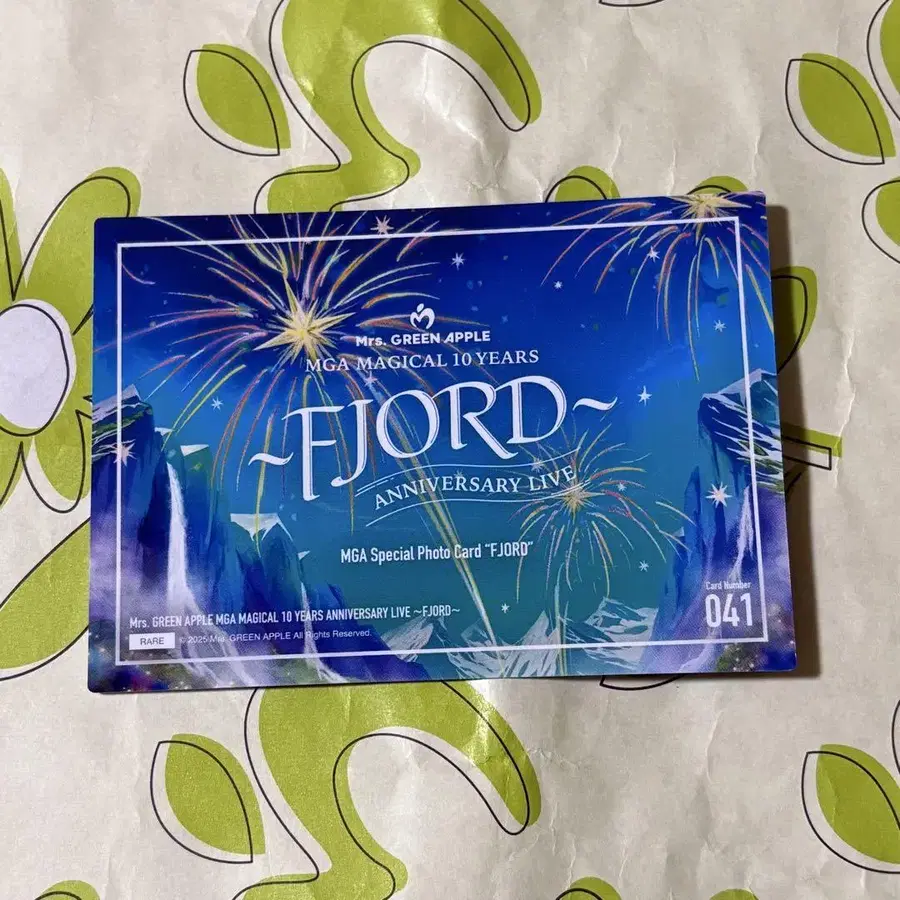 Mrs. GREEN APPLE
MGA MAGICAL 10 YEARS
~FJORD~
ANNIVERSARY LIVE
MGA Special Photo Card "FJORD"
Card Number
041
Mrs. GREEN APPLE MGA MAGICAL 10 YEARS ANNIVERSARY LIVE ~FJORD~
RARE © 2025 Mrs. GREEN APPLE All Rights Reserved.